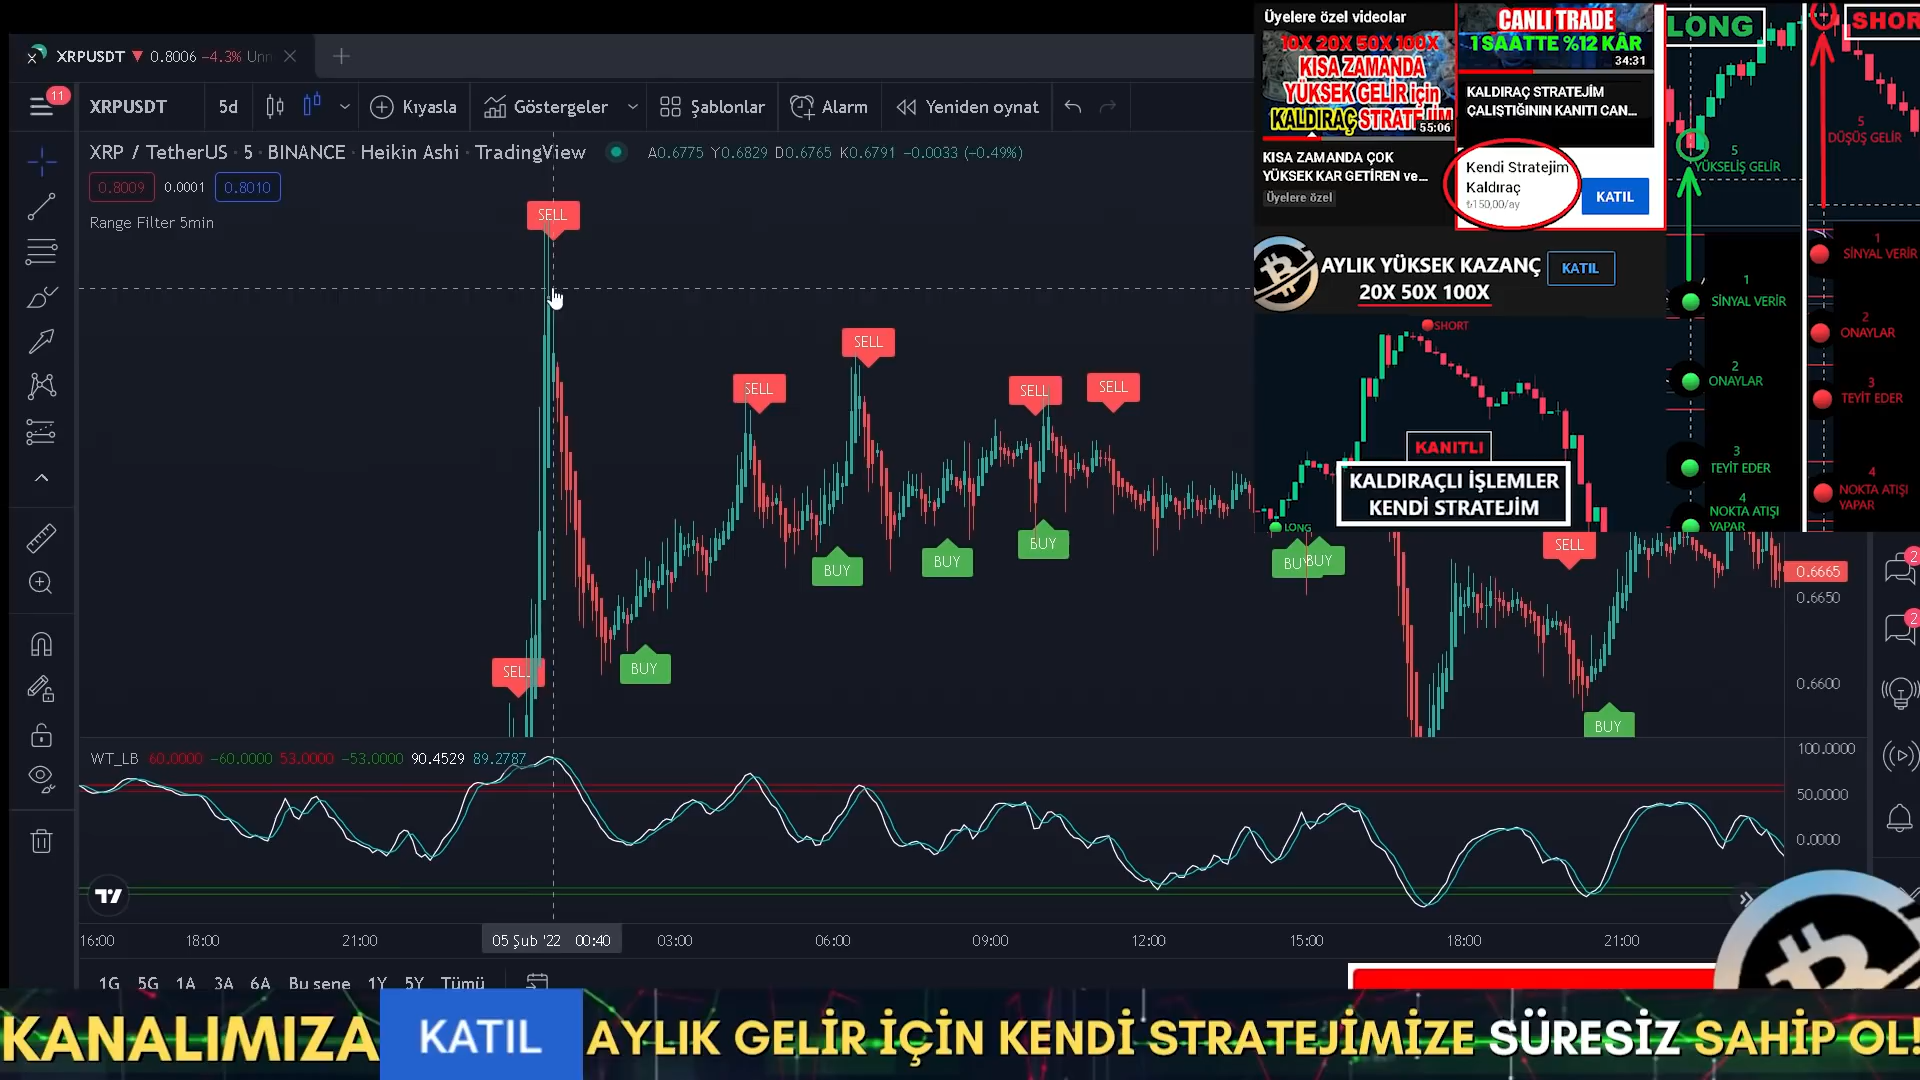 XRPUSDT ▼ 0.8006 −4.3% Unn
11
XRPUSDT
5d
Kıyasla
Göstergeler
Şablonlar
Alarm
Yeniden oynat
XRP / TetherUS · 5 · BINANCE · Heikin Ashi · TradingView
A0.6775 Y0.6829 D0.6765 K0.6791 −0.0033 (−0.49%)
0.8009 0.0001 0.8010
Range Filter 5min
SELL
SELL
SELL
SELL
SELL
SELL
SELL
BUY
BUY
BUY
BUY
BUY
BUY
BUY
0.6665
0.6650
0.6600
WT_LB 60.0000 −60.0000 53.0000 −53.0000 90.4529 89.2787
100.0000
50.0000
0.0000
16:00 18:00 21:00 05 Şub '22 00:40 03:00 06:00 09:00 12:00 15:00 18:00 21:00
1G 5G 1A 3A 6A Bu sene 1Y 5Y Tümü
Üyelere özel videolar
10X 20X 50X 100X
KISA ZAMANDA
YÜKSEK GELİR için
KALDIRAÇ STRATEJİM
55:06
KISA ZAMANDA ÇOK
YÜKSEK KAR GETİREN ve...
Üyelere özel
CANLI TRADE
1 SAATTE %12 KÂR
34:31
KALDIRAÇ STRATEJİM
ÇALIŞTIĞININ KANITI CAN...
Kendi Stratejim
Kaldıraç
₺150,00/ay
KATIL
AYLIK YÜKSEK KAZANÇ
20X 50X 100X
KATIL
SHORT
KANITLI
KALDIRAÇLI İŞLEMLER
KENDİ STRATEJİM
LONG
LONG
5
YÜKSELİŞ GELİR
1
SİNYAL VERİR
2
ONAYLAR
3
TEYİT EDER
4
NOKTA ATIŞI
YAPAR
SHOR
5
DÜŞÜŞ GELİR
1
SİNYAL VERİR
2
ONAYLAR
3
TEYİT EDER
4
NOKTA ATIŞI
YAPAR
2
2
KANALIMIZA KATIL AYLIK GELİR İÇİN KENDİ STRATEJİMİZE SÜRESİZ SAHİP OL!